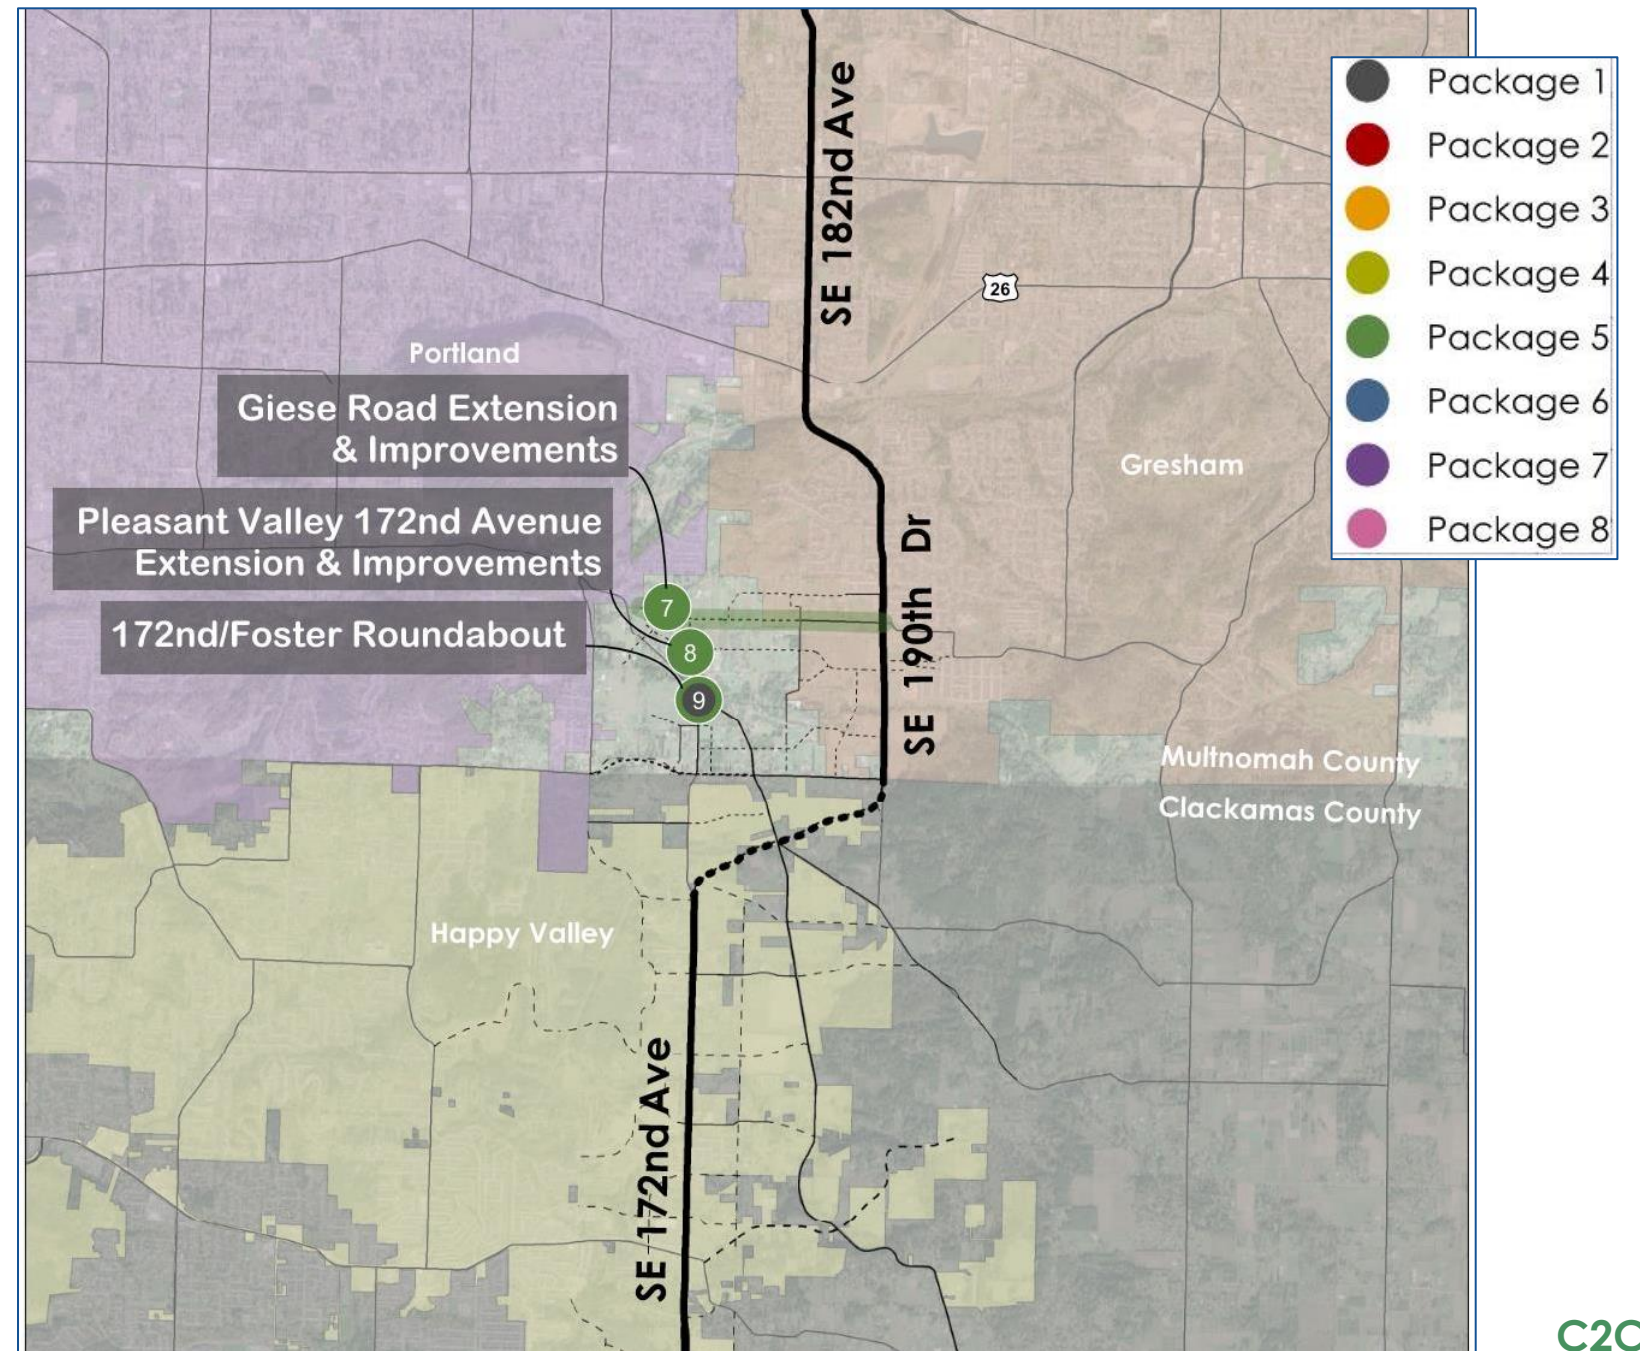 SE 182nd Ave
26
Portland
Giese Road Extension
& Improvements
Gresham
Pleasant Valley 172nd Avenue
Extension & Improvements
172nd/Foster Roundabout
7
8
9
SE 190th Dr
Multnomah County
Clackamas County
Happy Valley
SE 172nd Ave
Package 1
Package 2
Package 3
Package 4
Package 5
Package 6
Package 7
Package 8
C2C